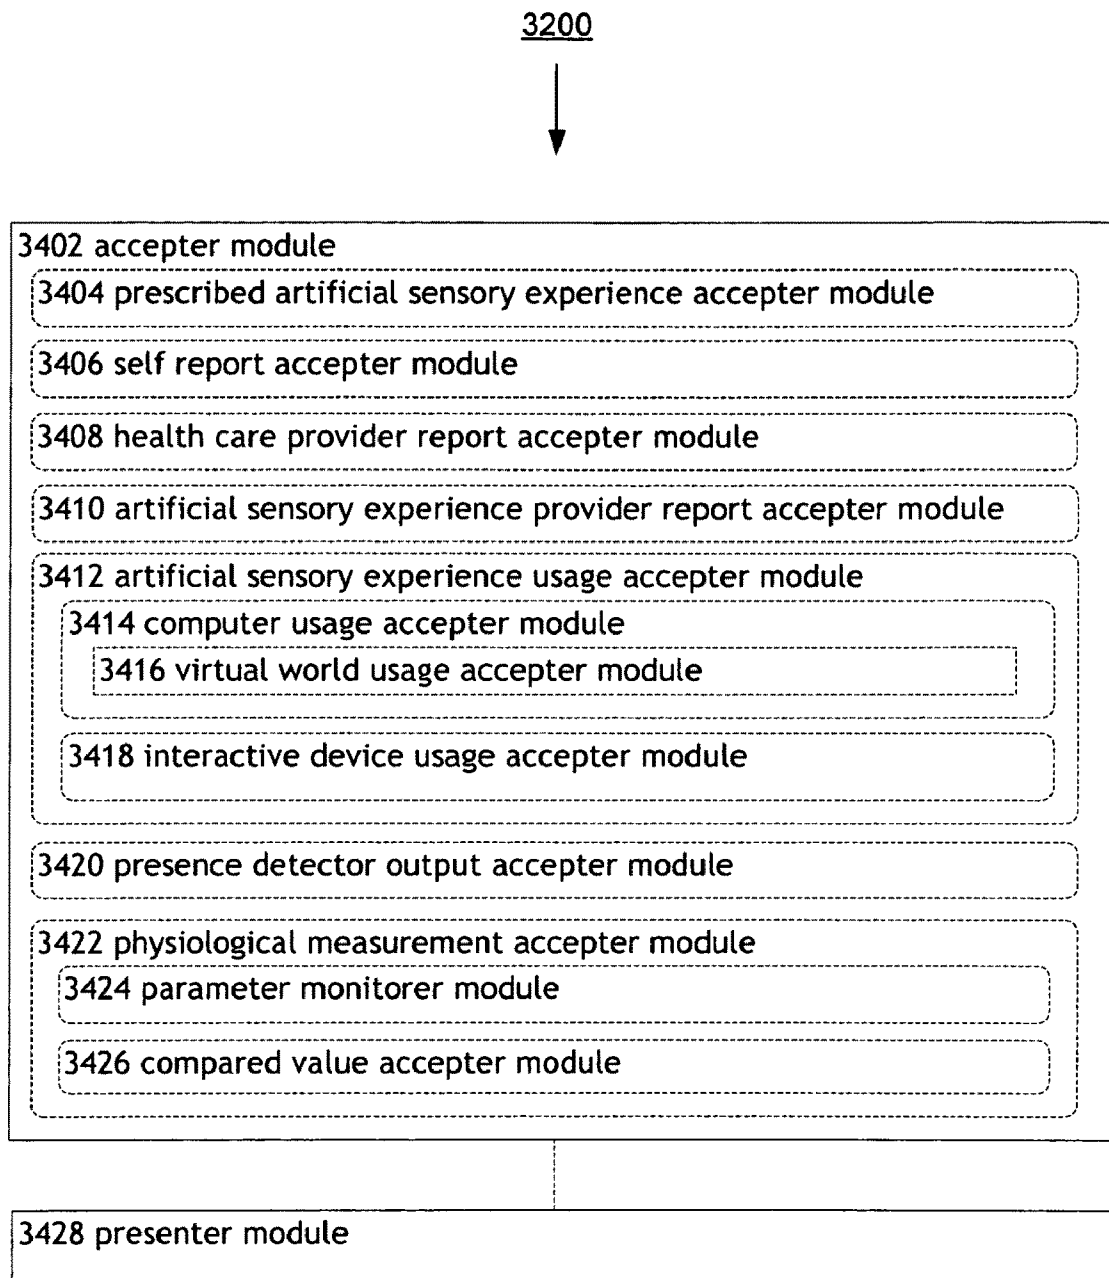 3200
3402 accepter module
3404 prescribed artificial sensory experience accepter module
3406 self report accepter module
3408 health care provider report accepter module
3410 artificial sensory experience provider report accepter module
3412 artificial sensory experience usage accepter module
3414 computer usage accepter module
3416 virtual world usage accepter module
3418 interactive device usage accepter module
3420 presence detector output accepter module
3422 physiological measurement accepter module
3424 parameter monitorer module
3426 compared value accepter module
3428 presenter module